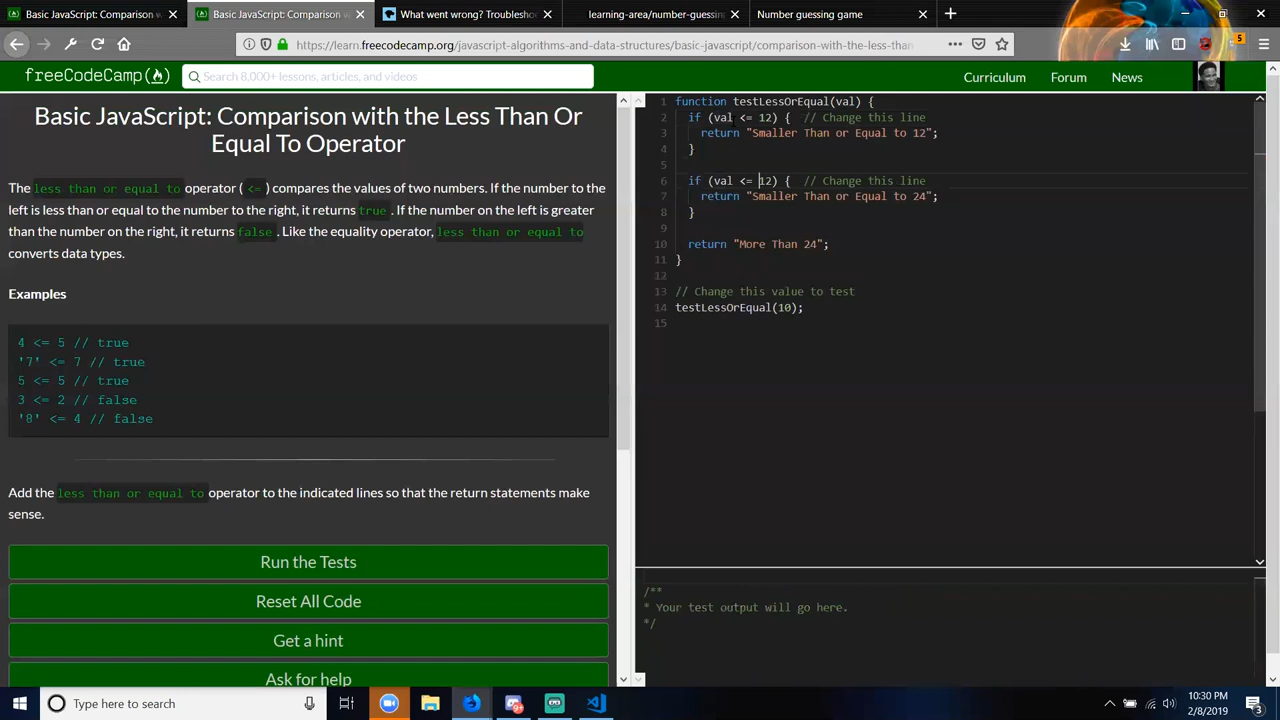 Basic JavaScript: Comparison w
Basic JavaScript: Comparison w
What went wrong? Troublesho
learning-area/number-guessin
Number guessing game
https://learn.freecodecamp.org/javascript-algorithms-and-data-structures/basic-javascript/comparison-with-the-less-than
5
freeCodeCamp
Search 8,000+ lessons, articles, and videos
Curriculum
Forum
News
Basic JavaScript: Comparison with the Less Than Or
Equal To Operator
The less than or equal to operator ( <= ) compares the values of two numbers. If the number to the
left is less than or equal to the number to the right, it returns true . If the number on the left is greater
than the number on the right, it returns false . Like the equality operator, less than or equal to
converts data types.
Examples
4 <= 5 // true
'7' <= 7 // true
5 <= 5 // true
3 <= 2 // false
'8' <= 4 // false
Add the less than or equal to operator to the indicated lines so that the return statements make
sense.
Run the Tests
Reset All Code
Get a hint
Ask for help
1 function testLessOrEqual(val) {
2 if (val <= 12) { // Change this line
3 return "Smaller Than or Equal to 12";
4 }
5
6 if (val <= 12) { // Change this line
7 return "Smaller Than or Equal to 24";
8 }
9
10 return "More Than 24";
11 }
12
13 // Change this value to test
14 testLessOrEqual(10);
15
/**
* Your test output will go here.
*/
Type here to search
10:30 PM
2/8/2019
3